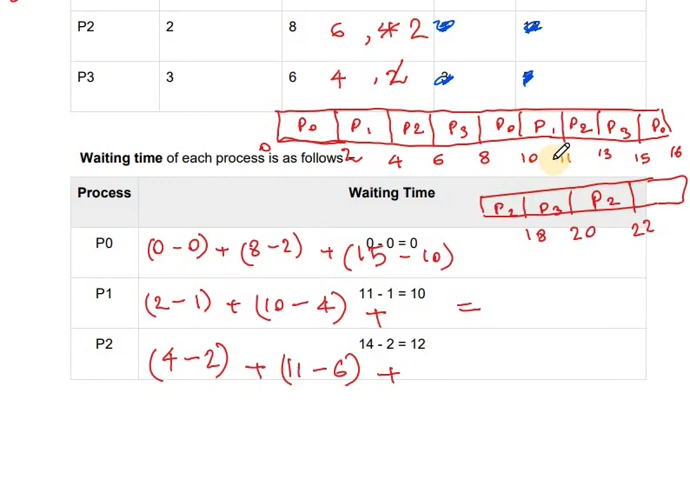 P2 2 8 6 , 2
P3 3 6 4 , 2
P0 P1 P2 P3 P0 P1 P2 P3 P0
0 2 4 6 8 10 11 13 15 16
Waiting time of each process is as follows -
Process Waiting Time
P2 P3 P2
18 20 22
P0 (0-0) + (8-2) + (15-10) 0 - 0 = 0
P1 (2-1) + (10-4) + = 11 - 1 = 10
P2 (4-2) + (11-6) + 14 - 2 = 12